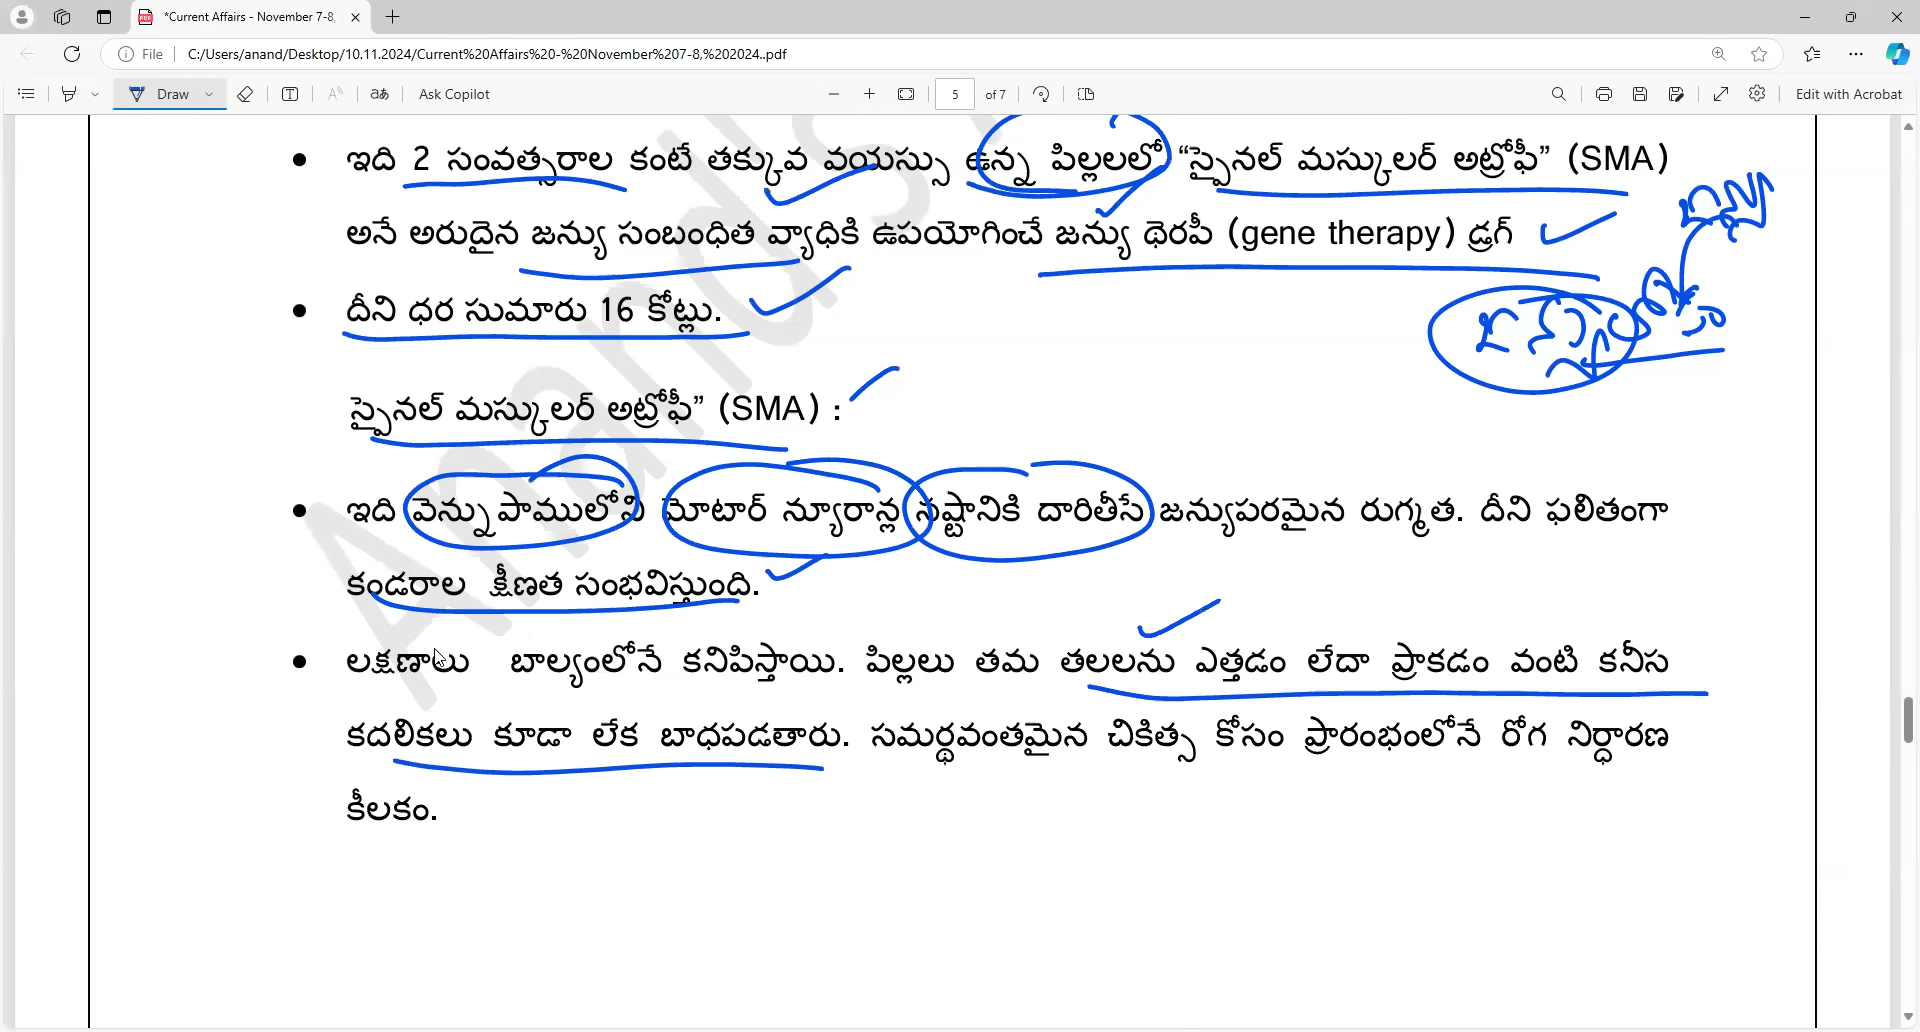 *Current Affairs - November 7-8,
File C:/Users/anand/Desktop/10.11.2024/Current%20Affairs%20-%20November%207-8,%202024..pdf
Draw Ask Copilot 5 of 7 Edit with Acrobat
• ఇది 2 సంవత్సరాల కంటే తక్కువ వయస్సు ఉన్న పిల్లలలో “స్పైనల్ మస్కులర్ అట్రోఫీ” (SMA)
అనే అరుదైన జన్యు సంబంధిత వ్యాధికి ఉపయోగించే జన్యు థెరపీ (gene therapy) డ్రగ్
• దీని ధర సుమారు 16 కోట్లు.
స్పైనల్ మస్కులర్ అట్రోఫీ” (SMA) :
• ఇది వెన్ను పాములోని మోటార్ న్యూరాన్ల నష్టానికి దారితీసే జన్యుపరమైన రుగ్మత. దీని ఫలితంగా
కండరాల క్షీణత సంభవిస్తుంది.
• లక్షణాలు బాల్యంలోనే కనిపిస్తాయి. పిల్లలు తమ తలలను ఎత్తడం లేదా ప్రాకడం వంటి కనీస
కదలికలు కూడా లేక బాధపడతారు. సమర్థవంతమైన చికిత్స కోసం ప్రారంభంలోనే రోగ నిర్ధారణ
కీలకం.